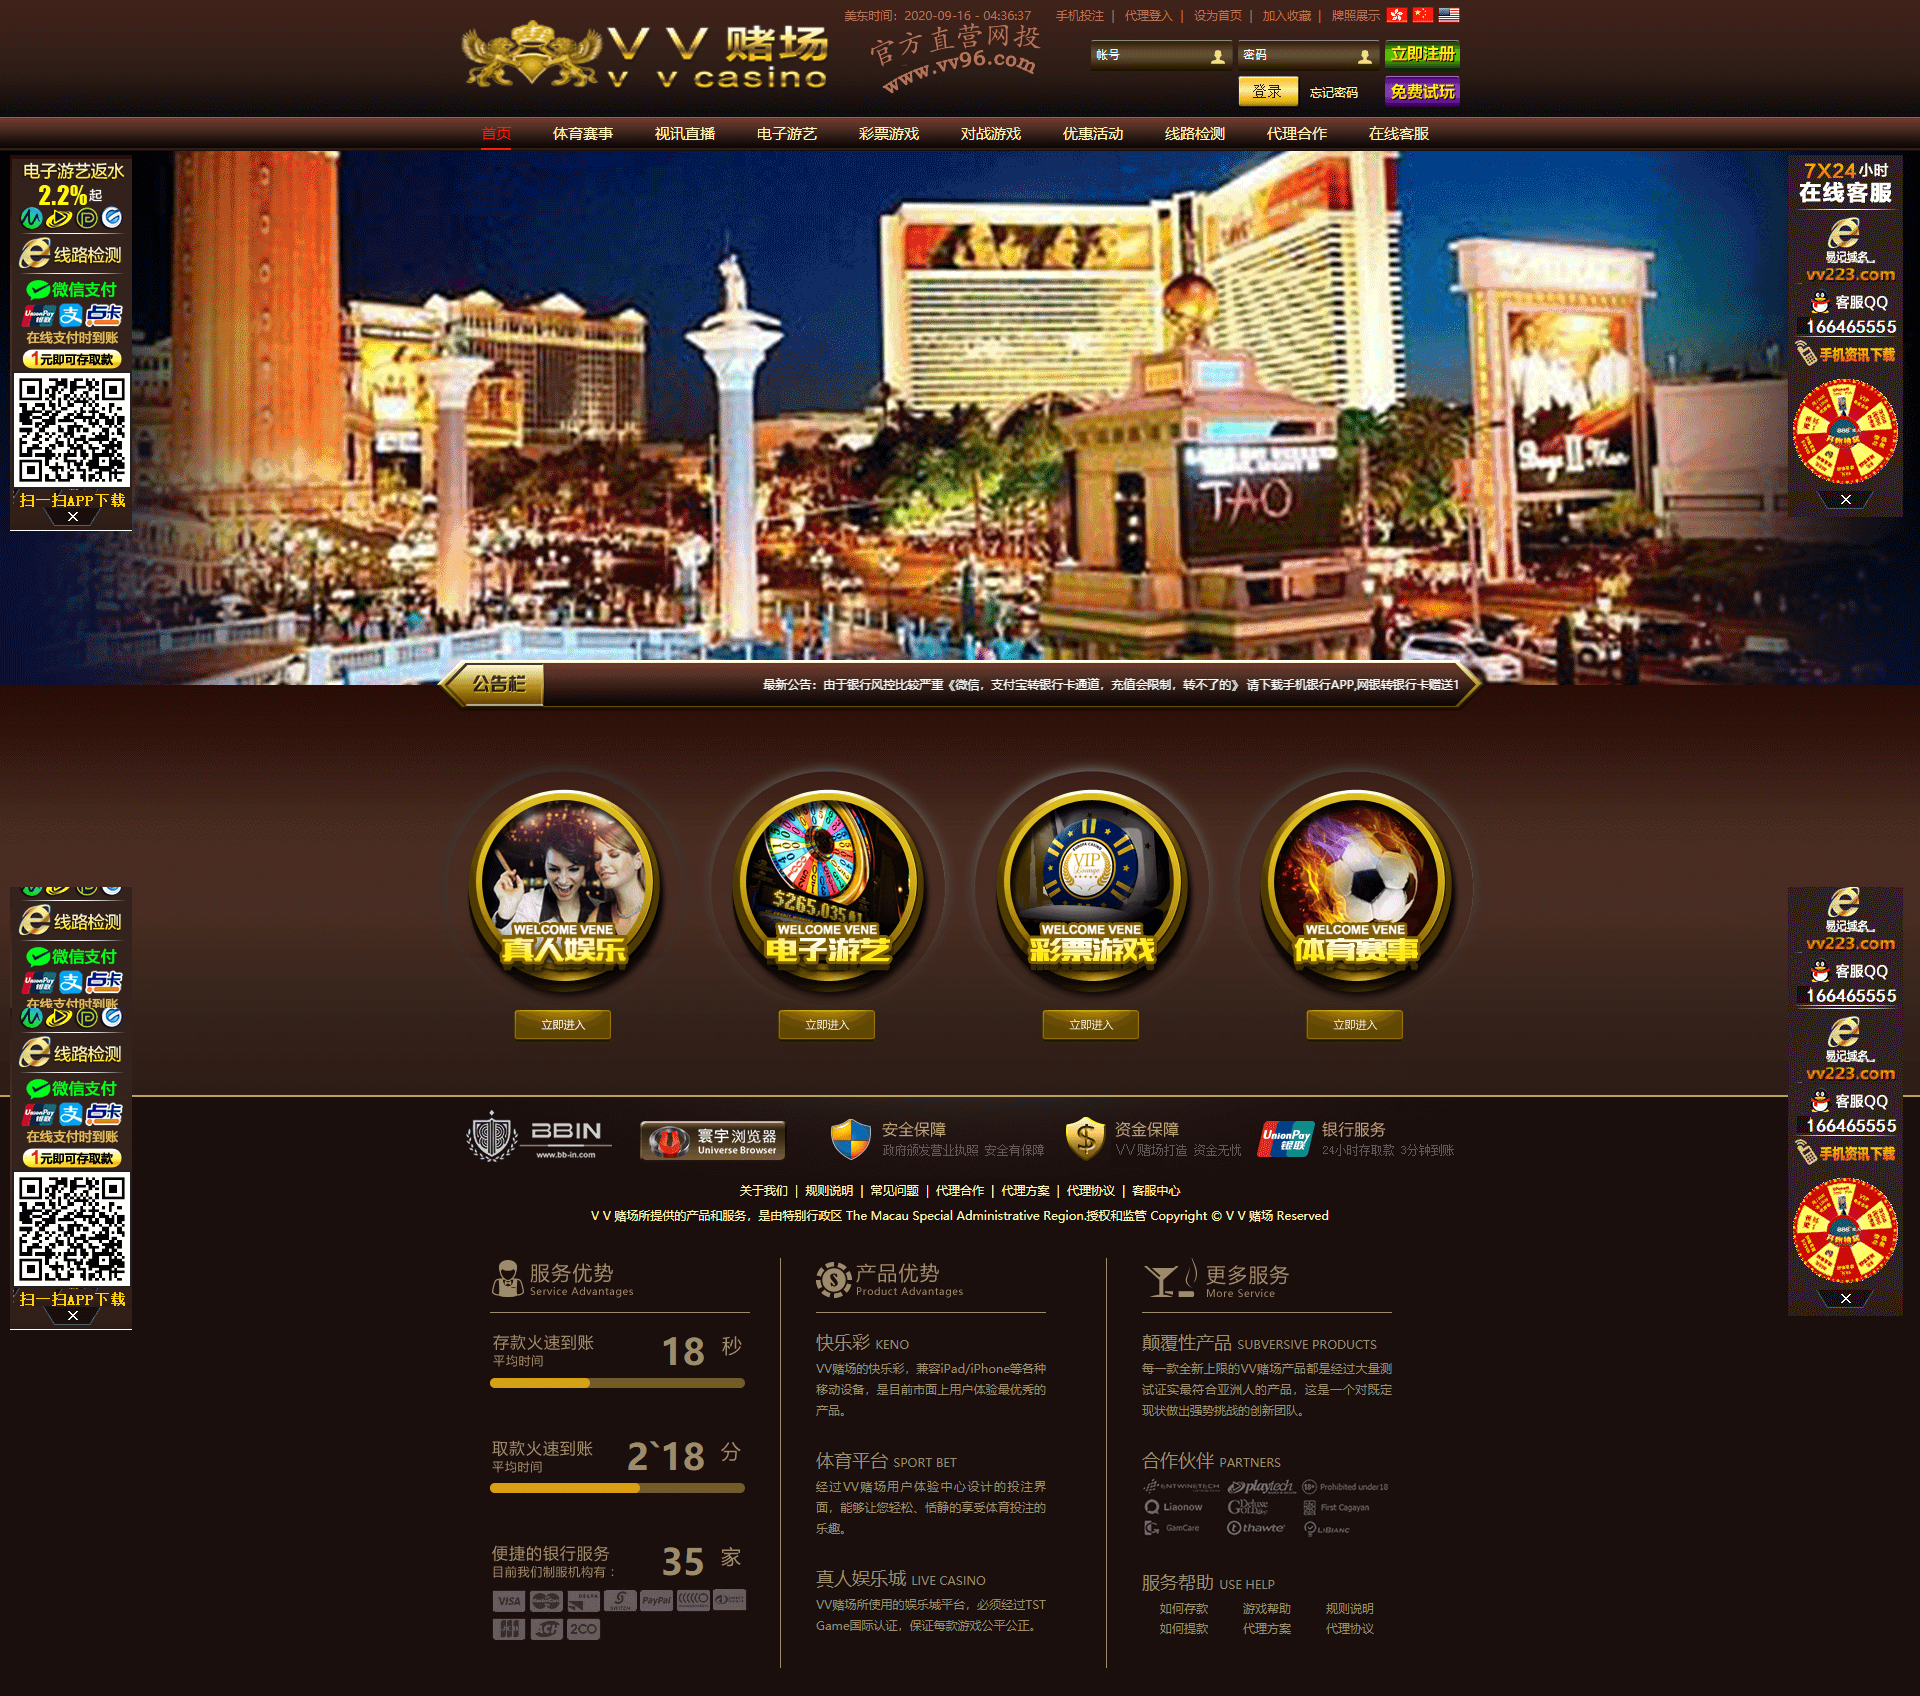 美东时间：2020-09-16 - 04:36:37
手机投注 | 代理登入 | 设为首页 | 加入收藏 | 牌照展示
V V 赌场
v v casino
官方直营网投
www.vv96.com
帐号
密码
立即注册
登录
忘记密码
免费试玩
首页 体育赛事 视讯直播 电子游艺 彩票游戏 对战游戏 优惠活动 线路检测 代理合作 在线客服
电子游艺返水
2.2%起
线路检测
微信支付
UnionPay 银联 支 点卡
在线支付时到账
1元即可存取款
扫一扫APP下载
7X24小时
在线客服
易记域名
vv223.com
客服QQ
166465555
手机资讯下载
TAO
公告栏
最新公告：由于银行风控比较严重《微信，支付宝转银行卡通道，充值会限制，转不了的》 请下载手机银行APP,网银转银行卡赠送1
VIP
Lounge
$265,035.01
WELCOME VENE
真人娱乐
WELCOME VENE
电子游艺
WELCOME VENE
彩票游戏
WELCOME VENE
体育赛事
立即进入
立即进入
立即进入
立即进入
线路检测
微信支付
UnionPay 银联 支 点卡
在线支付时到账
线路检测
微信支付
UnionPay 银联 支 点卡
在线支付时到账
1元即可存取款
扫一扫APP下载
易记域名
vv223.com
客服QQ
166465555
易记域名
vv223.com
客服QQ
166465555
手机资讯下载
BBIN
www.bb-in.com
寰宇浏览器
Universe Browser
安全保障
政府颁发营业执照 安全有保障
资金保障
VV赌场打造 资金无忧
UnionPay 银联
银行服务
24小时存取款 3分钟到账
关于我们 | 规则说明 | 常见问题 | 代理合作 | 代理方案 | 代理协议 | 客服中心
V V 赌场所提供的产品和服务，是由特别行政区 The Macau Special Administrative Region.授权和监管 Copyright © V V 赌场 Reserved
服务优势
Service Advantages
存款火速到账
平均时间
18 秒
取款火速到账
平均时间
2`18 分
便捷的银行服务
目前我们制服机构有：
35 家
VISA
SWITCH
PayPal
2CO
产品优势
Product Advantages
快乐彩 KENO
VV赌场的快乐彩，兼容iPad/iPhone等各种
移动设备，是目前市面上用户体验最优秀的
产品。
体育平台 SPORT BET
经过VV赌场用户体验中心设计的投注界
面，能够让您轻松、恬静的享受体育投注的
乐趣。
真人娱乐城 LIVE CASINO
VV赌场所使用的娱乐城平台，必须经过TST
Game国际认证，保证每款游戏公平公正。
更多服务
More Service
颠覆性产品 SUBVERSIVE PRODUCTS
每一款全新上限的VV赌场产品都是经过大量测
试证实最符合亚洲人的产品，这是一个对既定
现状做出强势挑战的创新团队。
合作伙伴 PARTNERS
ENTWINETECH playtech 18+ Prohibited under18
Liaonow Deluxe Gold First Cagayan
GamCare thawte LIBIANC
服务帮助 USE HELP
如何存款 游戏帮助 规则说明
如何提款 代理方案 代理协议